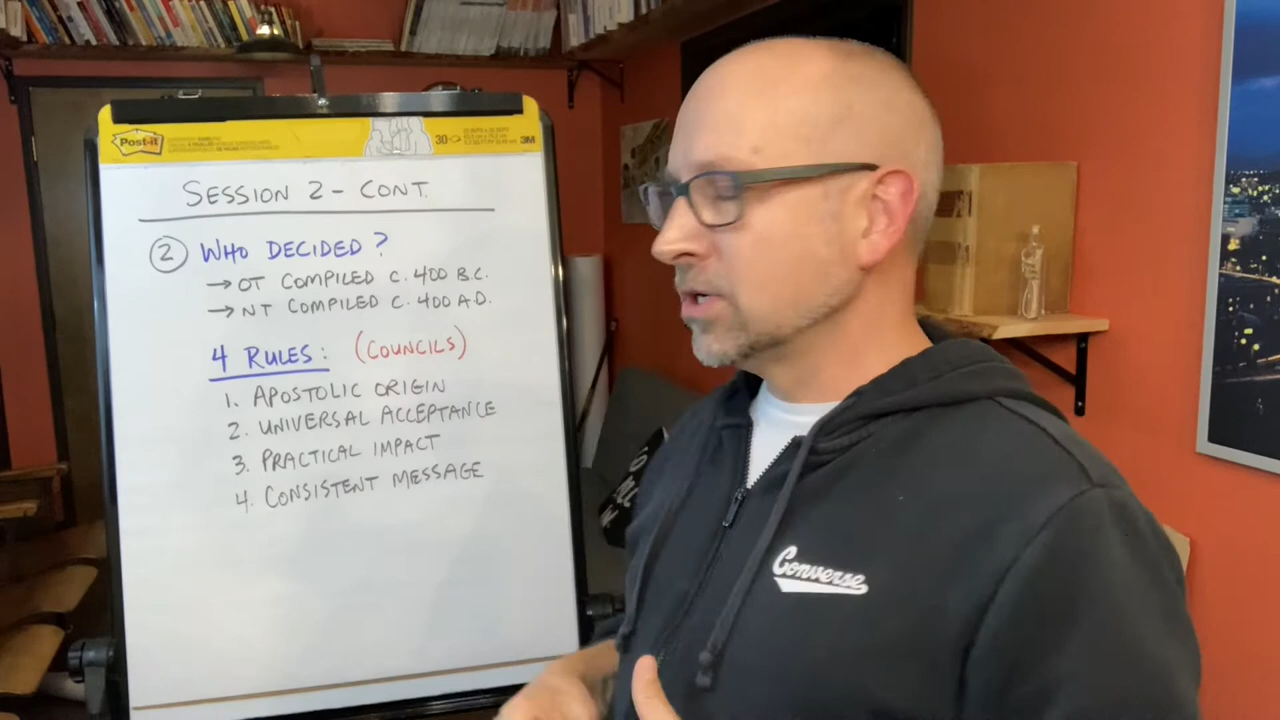 Post-it
30
3M
SESSION 2 - CONT.
2 WHO DECIDED?
→ OT COMPILED C. 400 B.C.
→ NT COMPILED C. 400 A.D.
4 RULES: (COUNCILS)
1. APOSTOLIC ORIGIN
2. UNIVERSAL ACCEPTANCE
3. PRACTICAL IMPACT
4. CONSISTENT MESSAGE
Converse